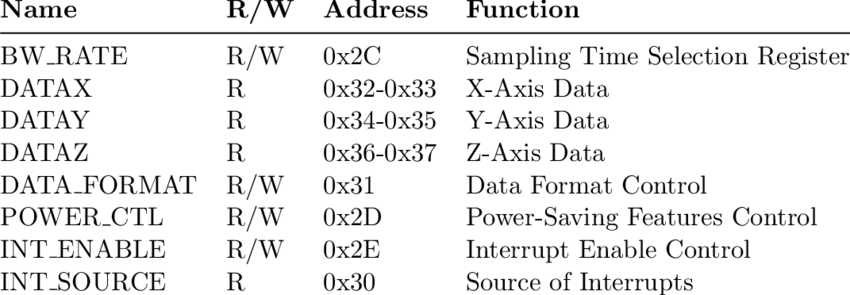 Name R/W Address Function
BW_RATE R/W 0x2C Sampling Time Selection Register
DATAX R 0x32-0x33 X-Axis Data
DATAY R 0x34-0x35 Y-Axis Data
DATAZ R 0x36-0x37 Z-Axis Data
DATA_FORMAT R/W 0x31 Data Format Control
POWER_CTL R/W 0x2D Power-Saving Features Control
INT_ENABLE R/W 0x2E Interrupt Enable Control
INT_SOURCE R 0x30 Source of Interrupts